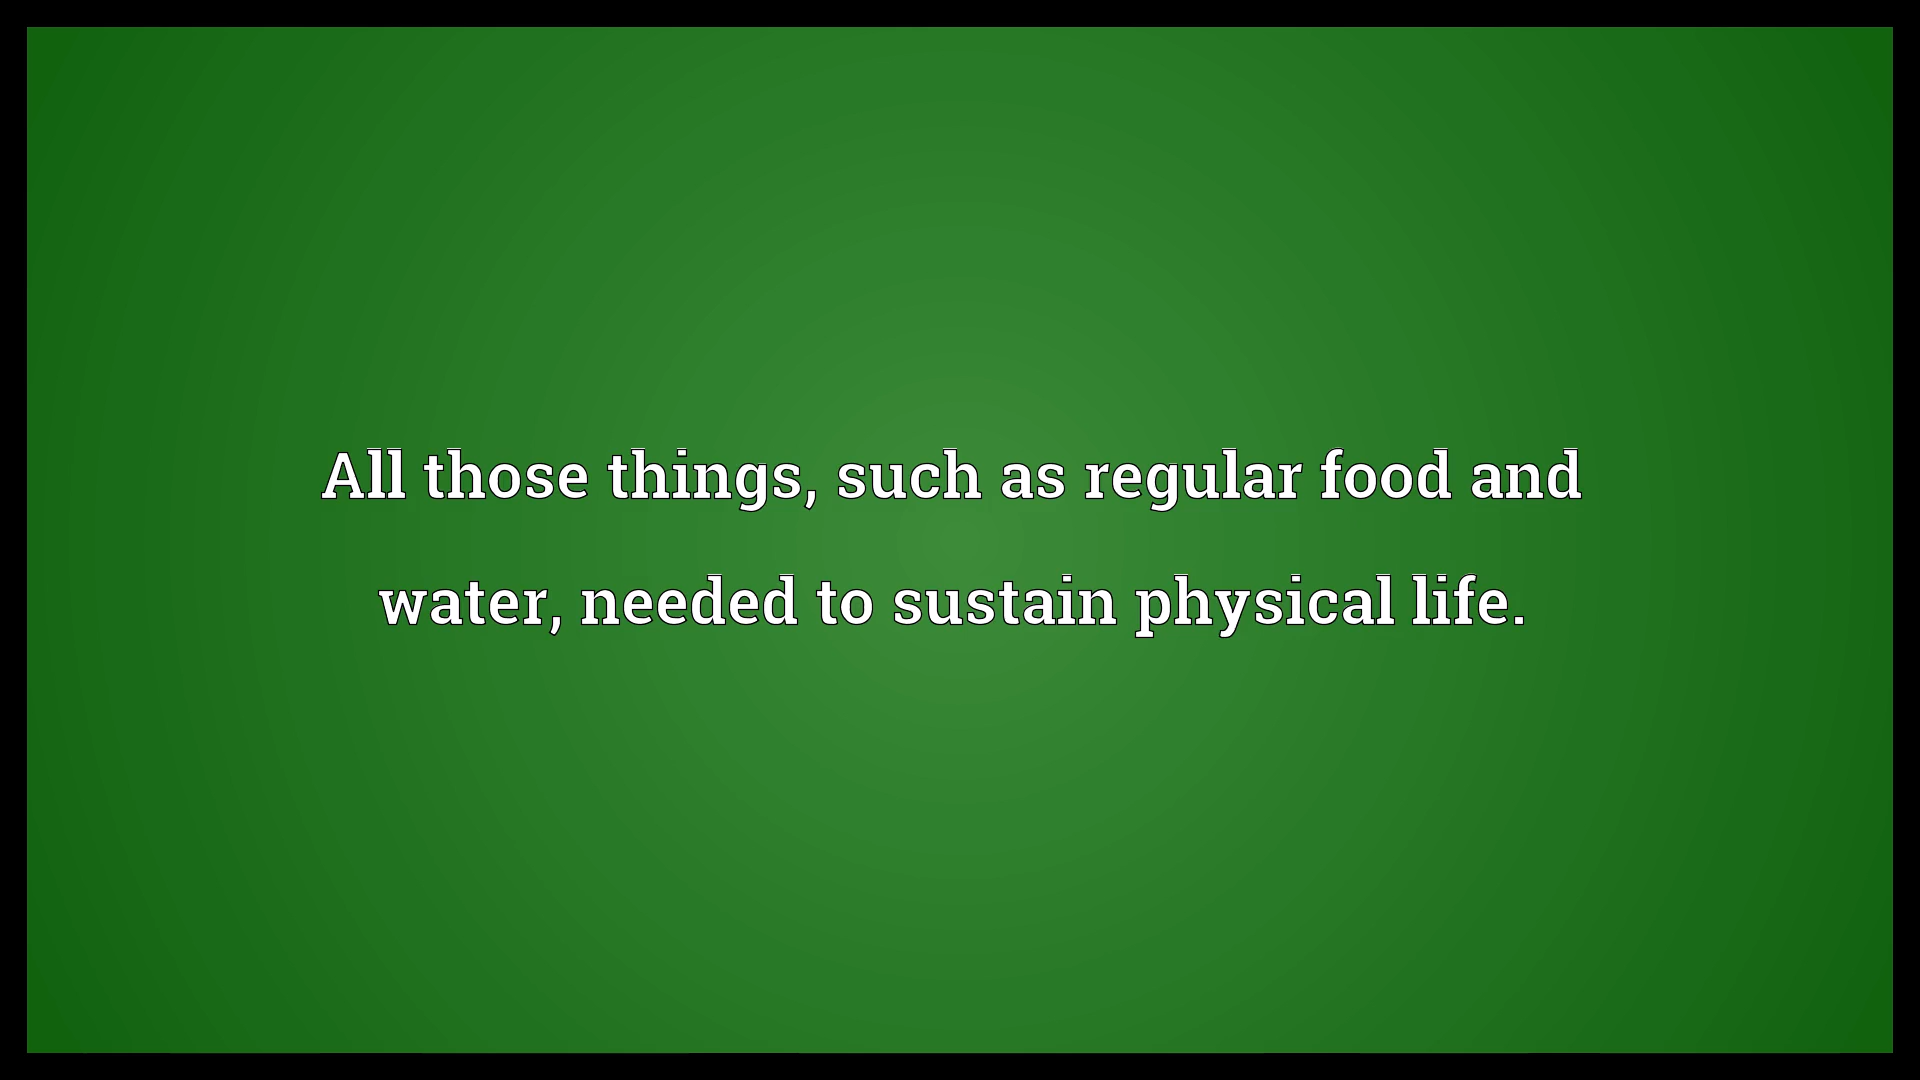 All those things, such as regular food and
water, needed to sustain physical life.